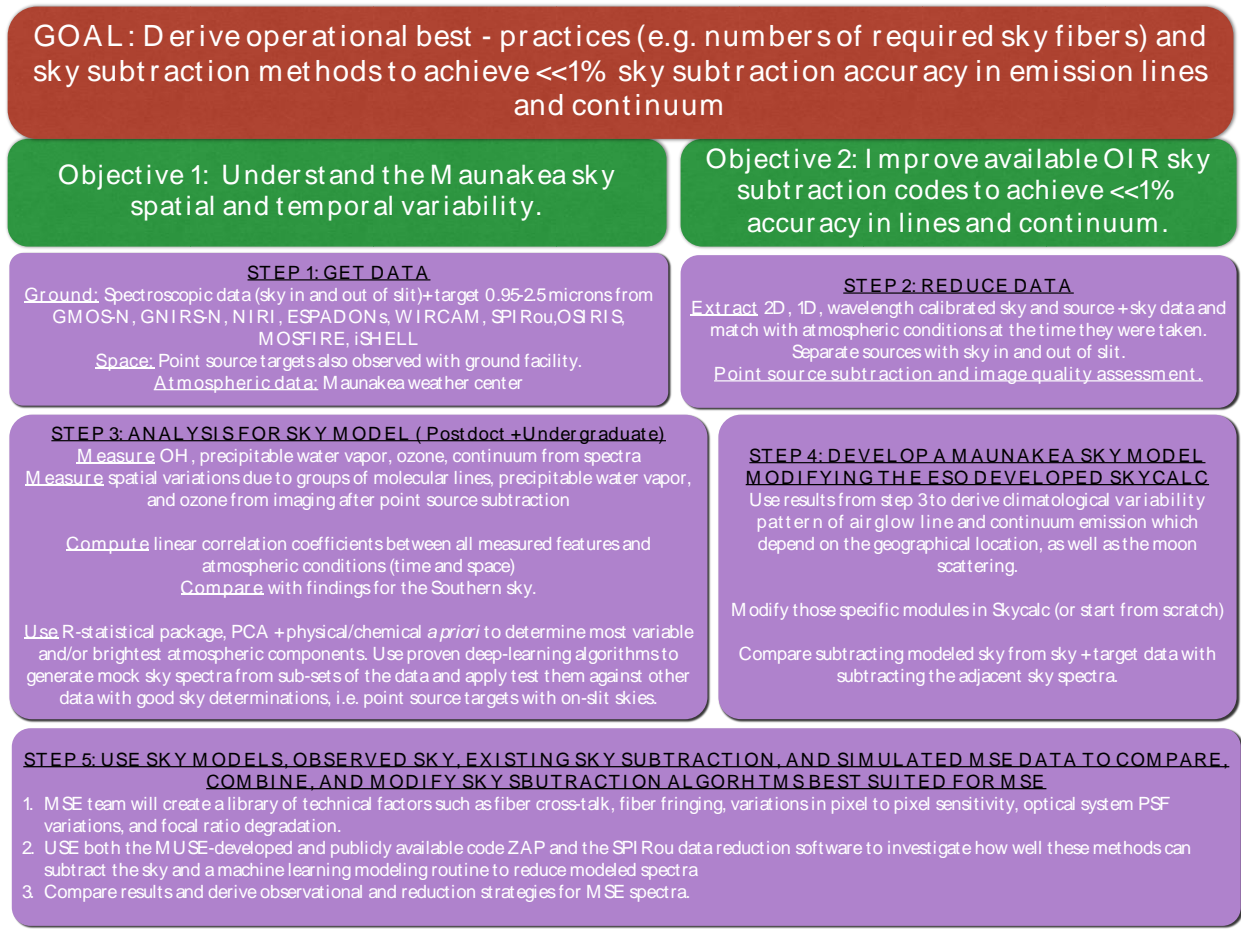 GOAL: Derive operational best - practices (e.g. numbers of required sky fibers) and
sky subtraction methods to achieve <<1% sky subtraction accuracy in emission lines
and continuum
Objective 1: Understand the Maunakea sky
spatial and temporal variability.
Objective 2: Improve available OIR sky
subtraction codes to achieve <<1%
accuracy in lines and continuum.
STEP 1: GET DATA
Ground: Spectroscopic data (sky in and out of slit)+ target 0.95-2.5 microns from
GMOS-N, GNIRS-N, NIRI, ESPADONs, WIRCAM, SPIRou,OSIRIS,
MOSFIRE, iSHELL
Space: Point source targets also observed with ground facility.
Atmospheric data: Maunakea weather center
STEP 2: REDUCE DATA
Extract 2D, 1D, wavelength calibrated sky and source + sky data and
match with atmospheric conditions at the time they were taken.
Separate sources with sky in and out of slit.
Point source subtraction and image quality assessment.
STEP 3: ANALYSIS FOR SKY MODEL ( Postdoct +Undergraduate)
Measure OH, precipitable water vapor, ozone, continuum from spectra
Measure spatial variations due to groups of molecular lines, precipitable water vapor,
and ozone from imaging after point source subtraction
Compute linear correlation coefficients between all measured features and
atmospheric conditions (time and space)
Compare with findings for the Southern sky.
Use R-statistical package, PCA + physical/chemical a priori to determine most variable
and/or brightest atmospheric components. Use proven deep-learning algorithms to
generate mock sky spectra from sub-sets of the data and apply test them against other
data with good sky determinations, i.e. point source targets with on-slit skies.
STEP 4: DEVELOP A MAUNAKEA SKY MODEL
MODIFYING THE ESO DEVELOPED SKYCALC
Use results from step 3 to derive climatological variability
pattern of airglow line and continuum emission which
depend on the geographical location, as well as the moon
scattering.
Modify those specific modules in Skycalc (or start from scratch)
Compare subtracting modeled sky from sky + target data with
subtracting the adjacent sky spectra.
STEP 5: USE SKY MODELS, OBSERVED SKY, EXISTING SKY SUBTRACTION, AND SIMULATED MSE DATA TO COMPARE,
COMBINE, AND MODIFY SKY SBUTRACTION ALGORHTMS BEST SUITED FOR MSE
1. MSE team will create a library of technical factors such as fiber cross-talk, fiber fringing, variations in pixel to pixel sensitivity, optical system PSF
variations, and focal ratio degradation.
2. USE both the MUSE-developed and publicly available code ZAP and the SPIRou data reduction software to investigate how well these methods can
subtract the sky and a machine learning modeling routine to reduce modeled spectra
3. Compare results and derive observational and reduction strategies for MSE spectra.